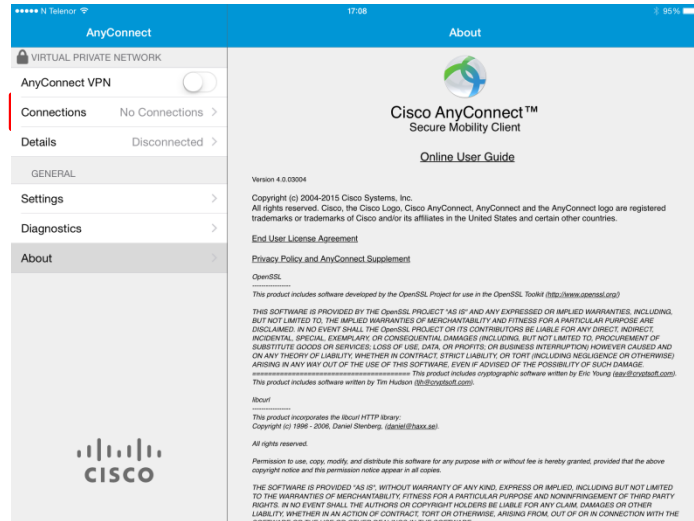 N Telenor
17:08
95%
AnyConnect
About
VIRTUAL PRIVATE NETWORK
AnyConnect VPN
Connections No Connections
Details Disconnected
GENERAL
Settings
Diagnostics
About
CISCO
Cisco AnyConnect™
Secure Mobility Client
Online User Guide
Version 4.0.03004
Copyright (c) 2004-2015 Cisco Systems, Inc.
All rights reserved. Cisco, the Cisco Logo, Cisco AnyConnect, AnyConnect and the AnyConnect logo are registered
trademarks or trademarks of Cisco and/or its affiliates in the United States and certain other countries.
End User License Agreement
Privacy Policy and AnyConnect Supplement
OpenSSL
-----------------
This product includes software developed by the OpenSSL Project for use in the OpenSSL Toolkit (http://www.openssl.org/)
THIS SOFTWARE IS PROVIDED BY THE OpenSSL PROJECT "AS IS" AND ANY EXPRESSED OR IMPLIED WARRANTIES, INCLUDING,
BUT NOT LIMITED TO, THE IMPLIED WARRANTIES OF MERCHANTABILITY AND FITNESS FOR A PARTICULAR PURPOSE ARE
DISCLAIMED. IN NO EVENT SHALL THE OpenSSL PROJECT OR ITS CONTRIBUTORS BE LIABLE FOR ANY DIRECT, INDIRECT,
INCIDENTAL, SPECIAL, EXEMPLARY, OR CONSEQUENTIAL DAMAGES (INCLUDING, BUT NOT LIMITED TO, PROCUREMENT OF
SUBSTITUTE GOODS OR SERVICES; LOSS OF USE, DATA, OR PROFITS; OR BUSINESS INTERRUPTION) HOWEVER CAUSED AND
ON ANY THEORY OF LIABILITY, WHETHER IN CONTRACT, STRICT LIABILITY, OR TORT (INCLUDING NEGLIGENCE OR OTHERWISE)
ARISING IN ANY WAY OUT OF THE USE OF THIS SOFTWARE, EVEN IF ADVISED OF THE POSSIBILITY OF SUCH DAMAGE.
======================================== This product includes cryptographic software written by Eric Young (eay@cryptsoft.com).
This product includes software written by Tim Hudson (tjh@cryptsoft.com).
libcurl
-----------------
This product incorporates the libcurl HTTP library:
Copyright (c) 1996 - 2006, Daniel Stenberg, (daniel@haxx.se).
All rights reserved.
Permission to use, copy, modify, and distribute this software for any purpose with or without fee is hereby granted, provided that the above
copyright notice and this permission notice appear in all copies.
THE SOFTWARE IS PROVIDED "AS IS", WITHOUT WARRANTY OF ANY KIND, EXPRESS OR IMPLIED, INCLUDING BUT NOT LIMITED
TO THE WARRANTIES OF MERCHANTABILITY, FITNESS FOR A PARTICULAR PURPOSE AND NONINFRINGEMENT OF THIRD PARTY
RIGHTS. IN NO EVENT SHALL THE AUTHORS OR COPYRIGHT HOLDERS BE LIABLE FOR ANY CLAIM, DAMAGES OR OTHER
LIABILITY, WHETHER IN AN ACTION OF CONTRACT, TORT OR OTHERWISE, ARISING FROM, OUT OF OR IN CONNECTION WITH THE